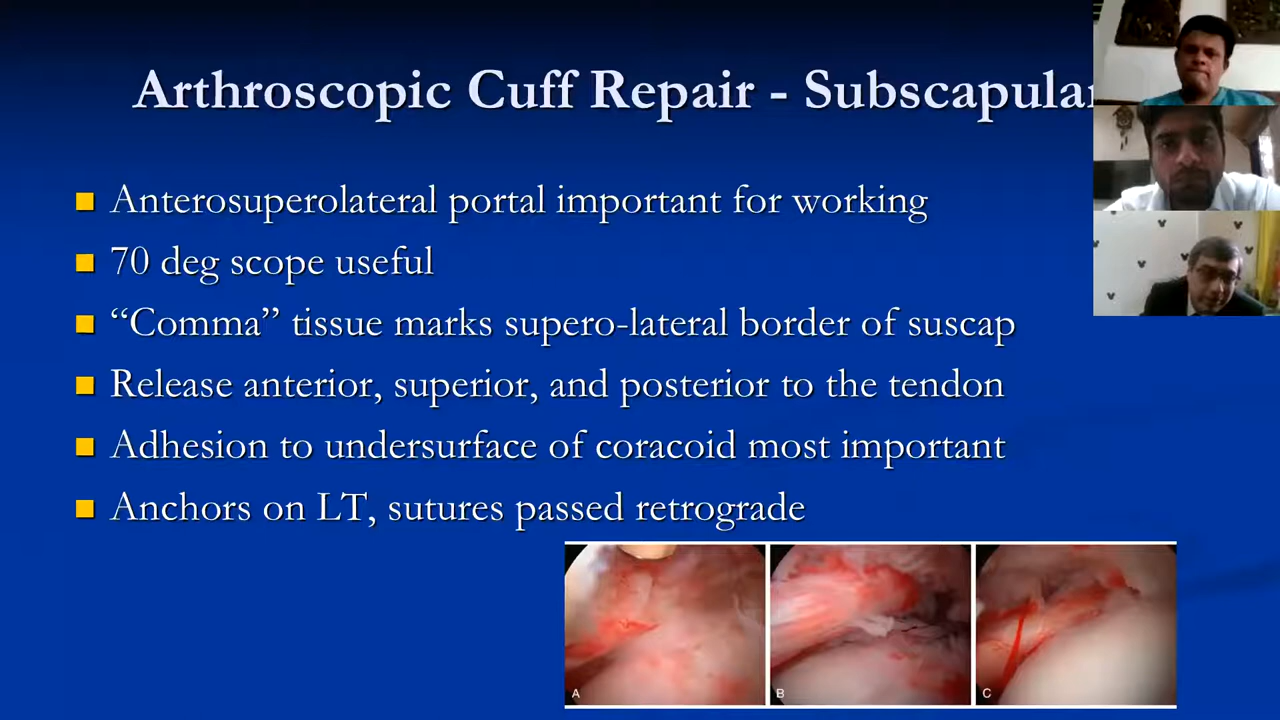 Arthroscopic Cuff Repair - Subscapular
Anterosuperolateral portal important for working
70 deg scope useful
“Comma” tissue marks supero-lateral border of suscap
Release anterior, superior, and posterior to the tendon
Adhesion to undersurface of coracoid most important
Anchors on LT, sutures passed retrograde
A B C